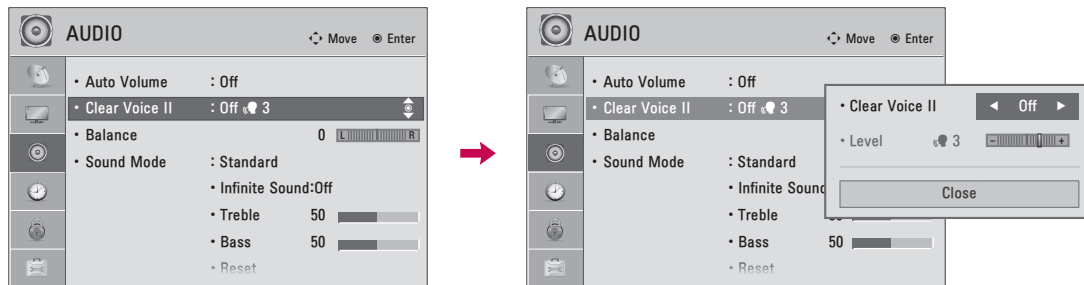 AUDIO
Move Enter
• Auto Volume : Off
• Clear Voice II : Off 3
• Balance 0 L R
• Sound Mode : Standard
• Infinite Sound:Off
• Treble 50
• Bass 50
• Reset
AUDIO
Move Enter
• Auto Volume : Off
• Clear Voice II : Off 3
• Balance
• Sound Mode : Standard
• Infinite Sound
• Treble 50
• Bass 50
• Reset
• Clear Voice II ◄ Off ►
• Level 3 - +
Close